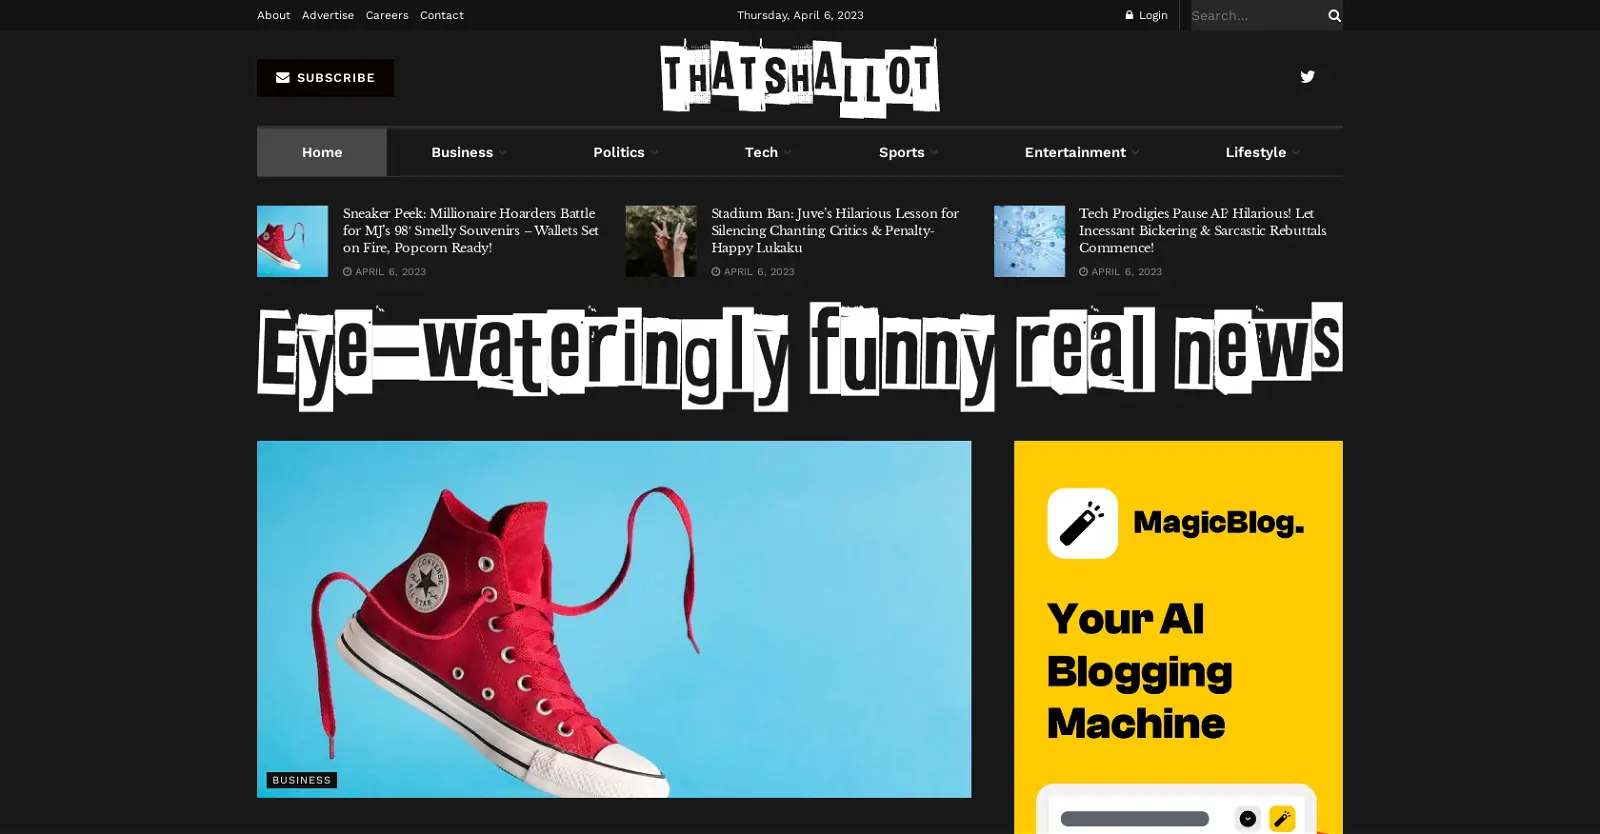 About Advertise Careers Contact
Thursday, April 6, 2023
Login
Search...
SUBSCRIBE
THATSHALLOT
Home Business Politics Tech Sports Entertainment Lifestyle
Sneaker Peek: Millionaire Hoarders Battle
for MJ's 98' Smelly Souvenirs – Wallets Set
on Fire, Popcorn Ready!
APRIL 6, 2023
Stadium Ban: Juve's Hilarious Lesson for
Silencing Chanting Critics & Penalty-
Happy Lukaku
APRIL 6, 2023
Tech Prodigies Pause AI? Hilarious! Let
Incessant Bickering & Sarcastic Rebuttals
Commence!
APRIL 6, 2023
Eye-wateringly funny real news
CONVERSE
ALL STAR
BUSINESS
MagicBlog.
Your AI
Blogging
Machine